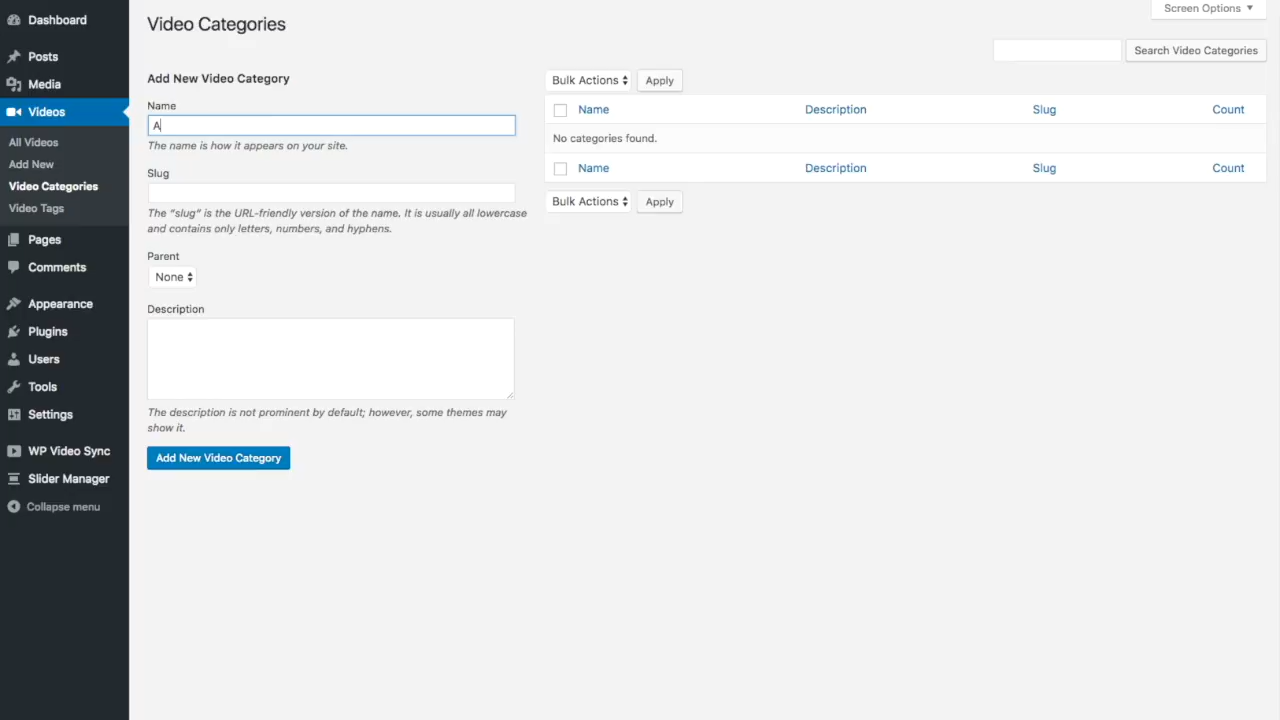 Dashboard
Posts
Media
Videos
All Videos
Add New
Video Categories
Video Tags
Pages
Comments
Appearance
Plugins
Users
Tools
Settings
WP Video Sync
Slider Manager
Collapse menu
Screen Options
Video Categories
Search Video Categories
Add New Video Category
Name
A
The name is how it appears on your site.
Slug
The “slug” is the URL-friendly version of the name. It is usually all lowercase
and contains only letters, numbers, and hyphens.
Parent
None
Description
The description is not prominent by default; however, some themes may
show it.
Add New Video Category
Bulk Actions Apply
Name Description Slug Count
No categories found.
Name Description Slug Count
Bulk Actions Apply